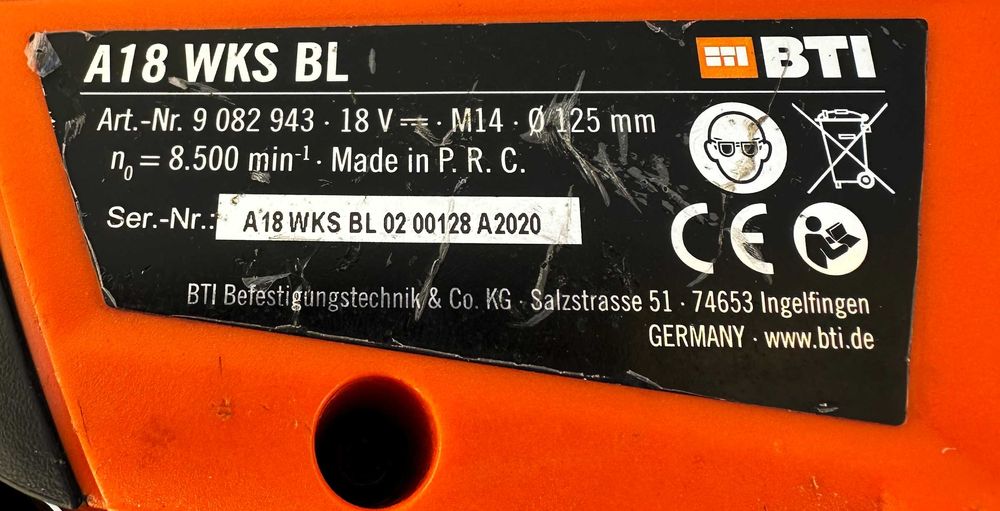 A18 WKS BL
BTI
Art.-Nr. 9 082 943 · 18 V ⎓ · M14 · Ø 125 mm
n₀ = 8.500 min⁻¹ · Made in P. R. C.
Ser.-Nr.: A18 WKS BL 02 00128 A2020
CE
BTI Befestigungstechnik & Co. KG · Salzstrasse 51 · 74653 Ingelfingen
GERMANY · www.bti.de